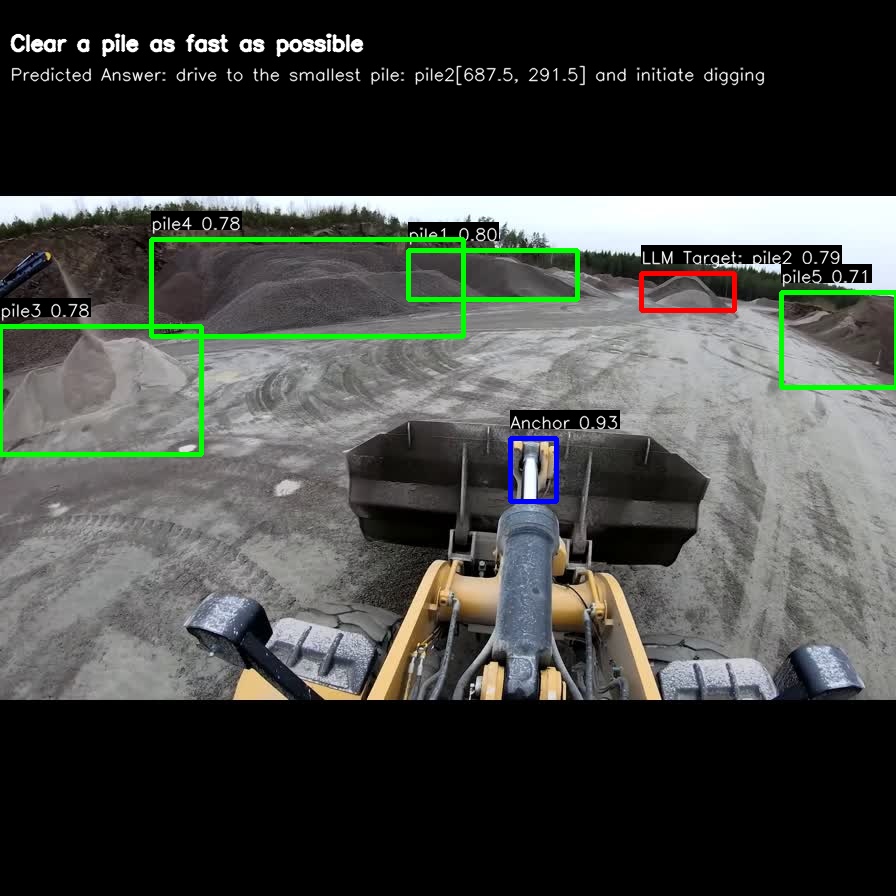 Clear a pile as fast as possible
Predicted Answer: drive to the smallest pile: pile2[687.5, 291.5] and initiate digging
pile4 0.78
pile1 0.80
LLM Target: pile2 0.79
pile5 0.71
pile3 0.78
Anchor 0.93